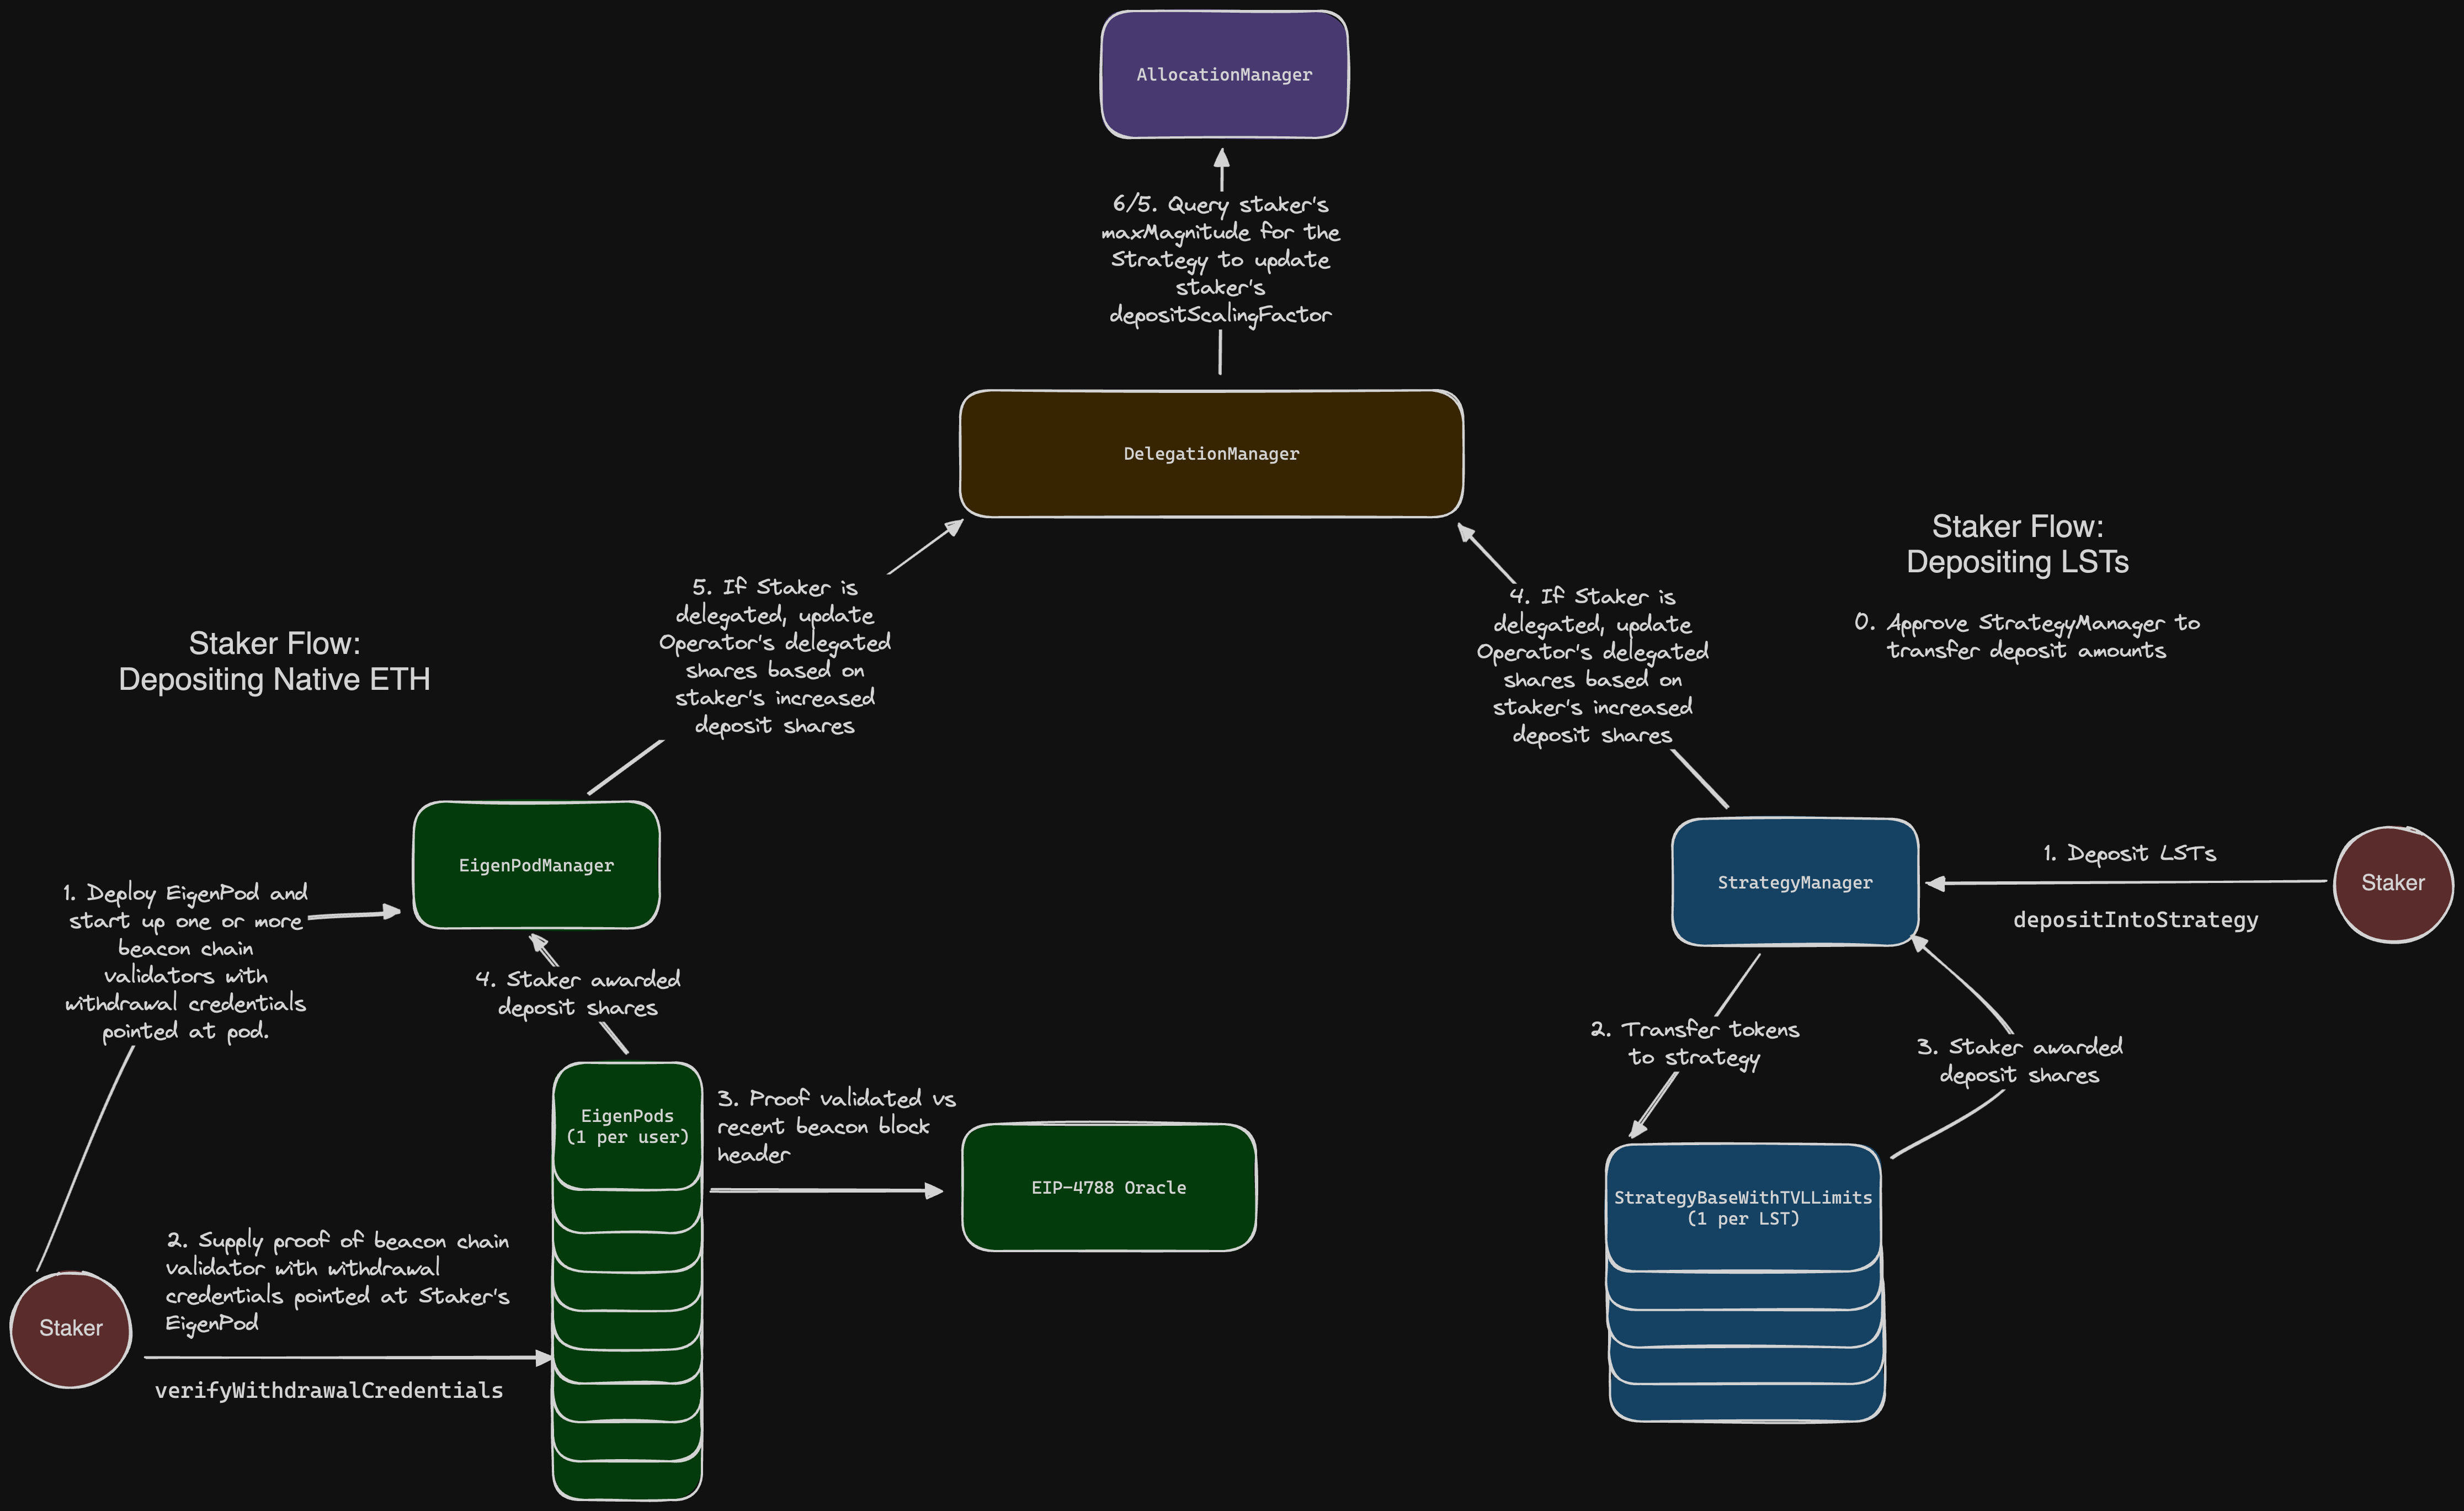 AllocationManager
6/5. Query staker's
maxMagnitude for the
Strategy to update
staker's
depositScalingFactor
DelegationManager
Staker Flow:
Depositing LSTs
0. Approve StrategyManager to
transfer deposit amounts
Staker Flow:
Depositing Native ETH
5. If Staker is
delegated, update
Operator's delegated
shares based on
staker's increased
deposit shares
4. If Staker is
delegated, update
Operator's delegated
shares based on
staker's increased
deposit shares
EigenPodManager
1. Deploy EigenPod and
start up one or more
beacon chain
validators with
withdrawal credentials
pointed at pod.
4. Staker awarded
deposit shares
EigenPods
(1 per user)
3. Proof validated vs
recent beacon block
header
EIP-4788 Oracle
2. Supply proof of beacon chain
validator with withdrawal
credentials pointed at Staker's
EigenPod
Staker
verifyWithdrawalCredentials
StrategyManager
1. Deposit LSTs
depositIntoStrategy
Staker
2. Transfer tokens
to strategy
3. Staker awarded
deposit shares
StrategyBaseWithTVLLimits
(1 per LST)